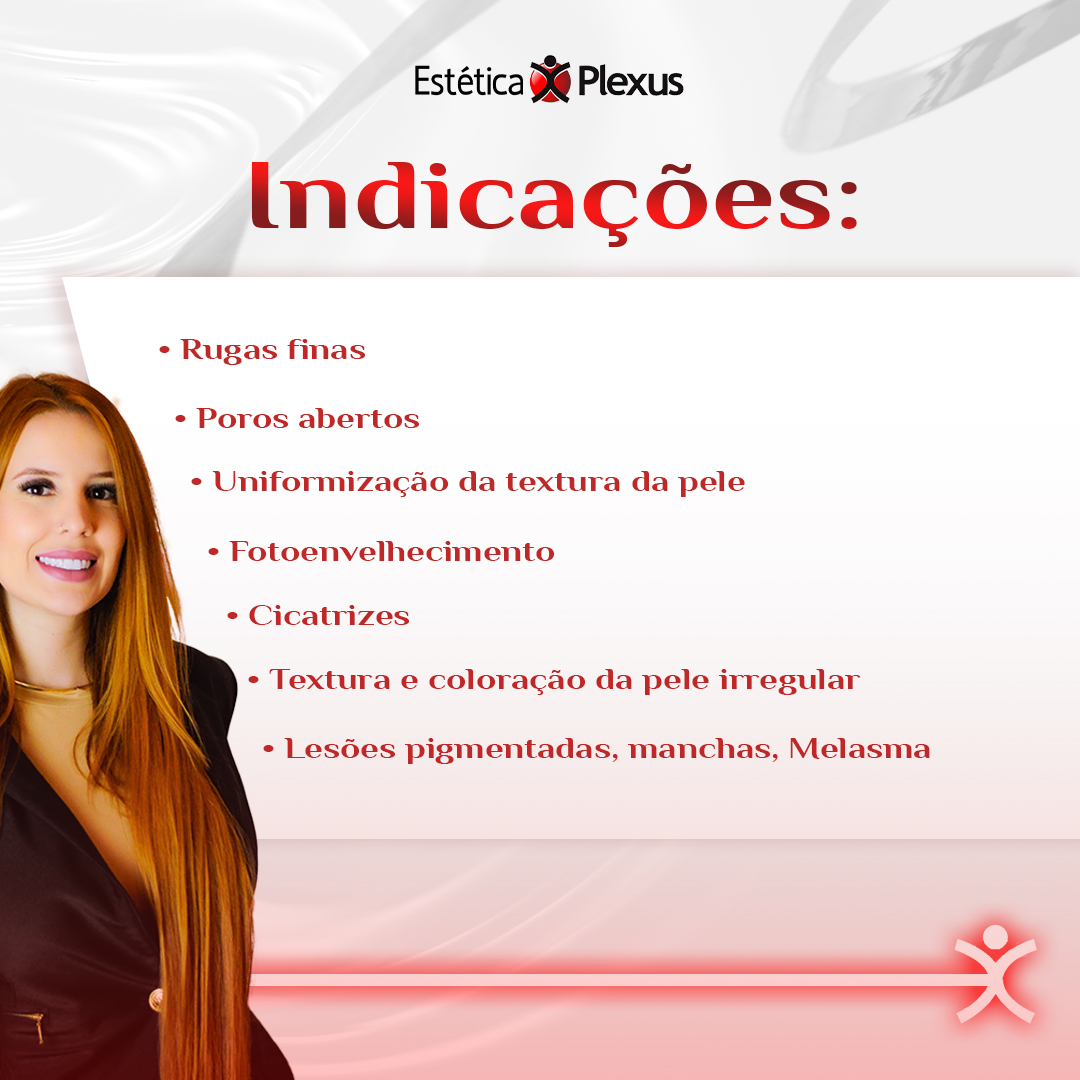 Estética Plexus
Indicações:
• Rugas finas
• Poros abertos
• Uniformização da textura da pele
• Fotoenvelhecimento
• Cicatrizes
• Textura e coloração da pele irregular
• Lesões pigmentadas, manchas, Melasma